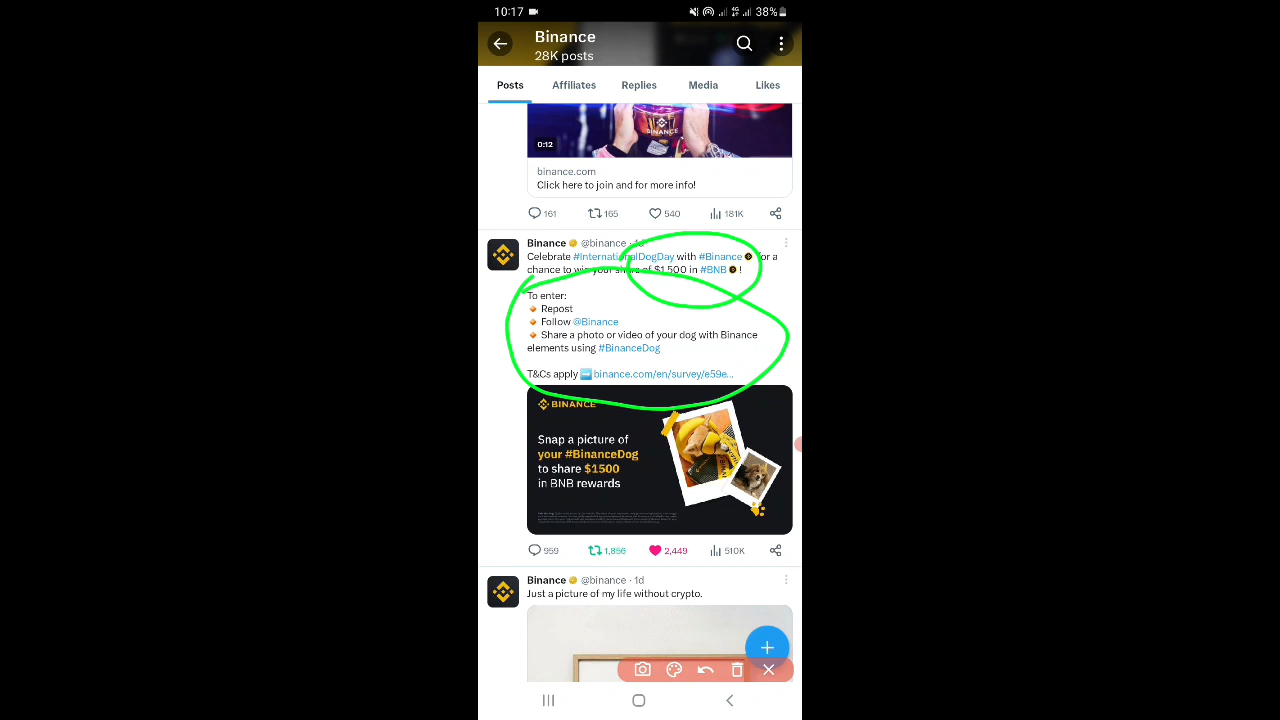 10:17
4G
38%
Binance
28K posts
Posts Affiliates Replies Media Likes
BINANCE
0:12
binance.com
Click here to join and for more info!
161 165 540 181K
Binance @binance · 1d
Celebrate #InternationalDogDay with #Binance for a
chance to win your share of $1,500 in #BNB !
To enter:
Repost
Follow @Binance
Share a photo or video of your dog with Binance
elements using #BinanceDog
T&Cs apply binance.com/en/survey/e59e...
BINANCE
Snap a picture of
your #BinanceDog
to share $1500
in BNB rewards
959 1,856 2,449 510K
Binance @binance · 1d
Just a picture of my life without crypto.